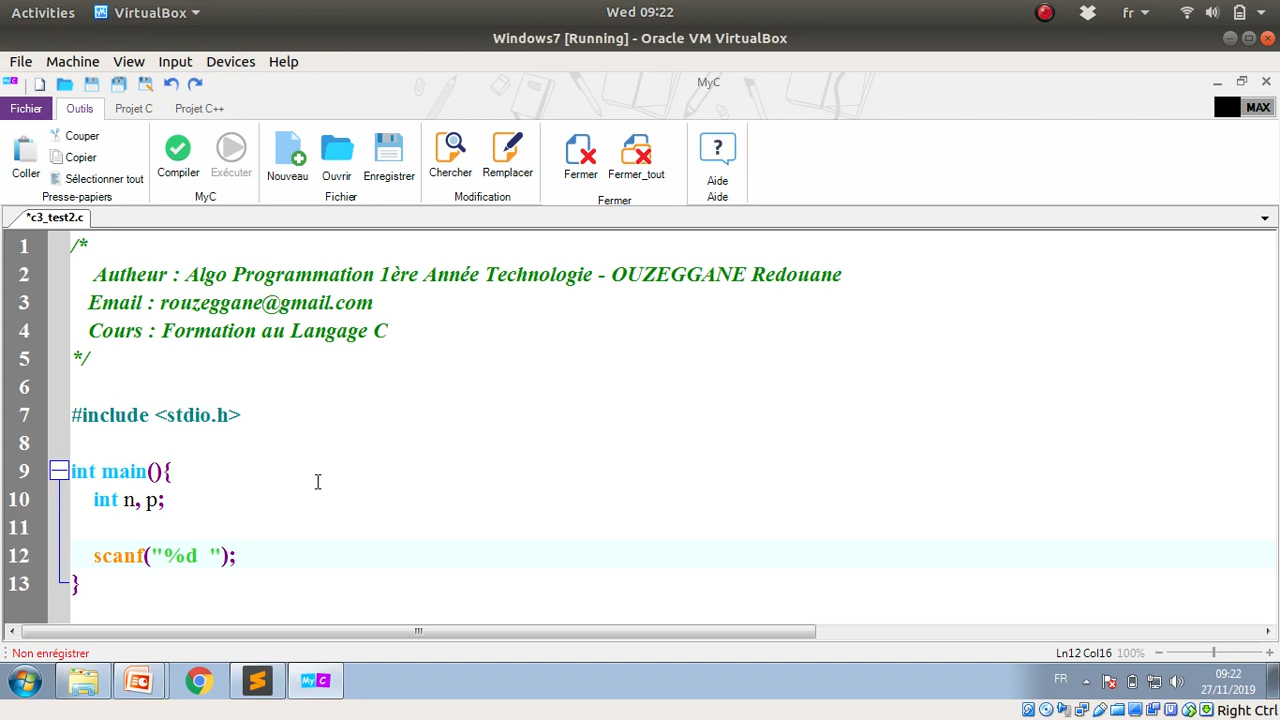 Activities VirtualBox Wed 09:22 fr
Windows7 [Running] - Oracle VM VirtualBox
File Machine View Input Devices Help
MyC
Fichier Outils Projet C Projet C++ MAX
Coller Couper Copier Sélectionner tout Compiler Exécuter Nouveau Ouvrir Enregistrer Chercher Remplacer Fermer Fermer_tout Aide
Presse-papiers MyC Fichier Modification Fermer Aide
*c3_test2.c
1 /*
2 Autheur : Algo Programmation 1ère Année Technologie - OUZEGGANE Redouane
3 Email : rouzeggane@gmail.com
4 Cours : Formation au Langage C
5 */
6
7 #include <stdio.h>
8
9 int main(){
10 int n, p;
11
12 scanf("%d  ");
13 }
Non enrégistrer Ln12 Col16 100%
MyC FR 09:22
27/11/2019
Right Ctrl